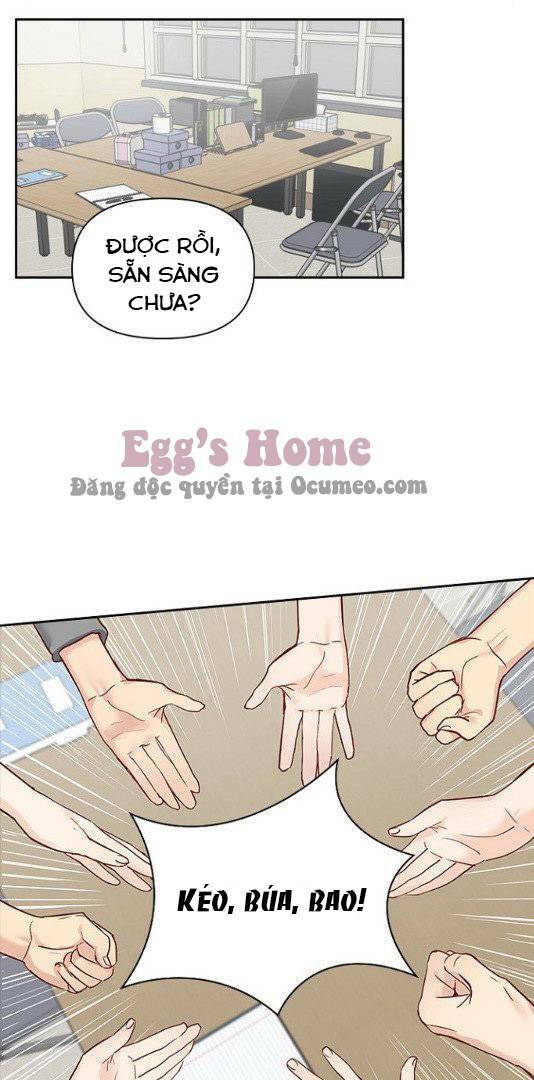 ĐƯỢC RỒI,
SẴN SÀNG
CHƯA?
Egg's Home
Đăng độc quyền tại Ocumeo.com
KÉO, BÚA, BAO!